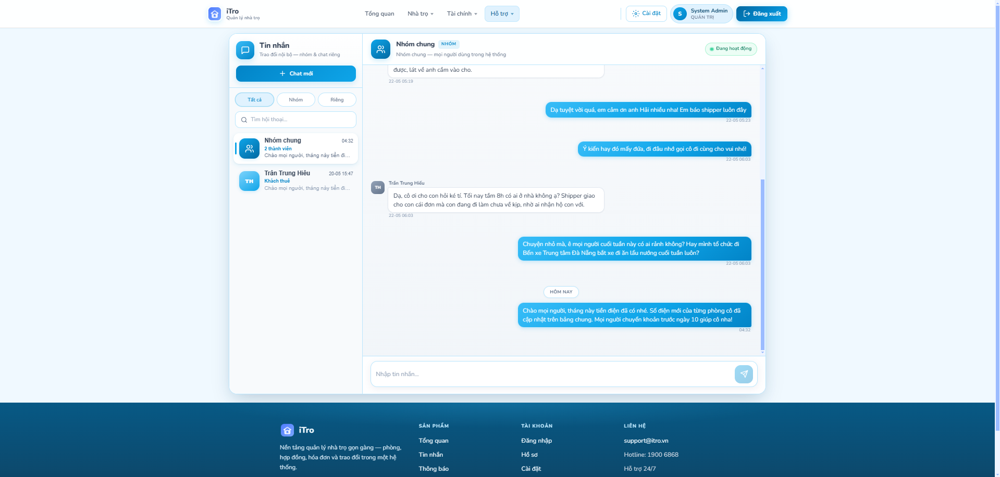 iTro
Quản lý nhà trọ
Tổng quan
Nhà trọ
Tài chính
Hỗ trợ
Cài đặt
S
System Admin
QUẢN TRỊ
Đăng xuất
Tin nhắn
Trao đổi nội bộ — nhóm & chat riêng
Chat mới
Tất cả
Nhóm
Riêng
Tìm hội thoại...
Nhóm chung
04:32
2 thành viên
Chào mọi người, tháng này tiền đi...
TH
Trần Trung Hiếu
20-05 15:47
Khách thuê
Chào mọi người, tháng này tiền đi...
Nhóm chung
NHÓM
Nhóm chung — mọi người dùng trong hệ thống
Đang hoạt động
được, lát về anh cầm vào cho.
22-05 05:19
Dạ tuyệt vời quá, em cảm ơn anh Hải nhiều nha! Em báo shipper luôn đây
22-05 05:23
Ý kiến hay đó mấy đứa, đi đâu nhớ gọi cô đi cùng cho vui nhé!
22-05 06:03
TH
Trần Trung Hiếu
Dạ, cô ơi cho con hỏi ké tí. Tối nay tầm 8h có ai ở nhà không ạ? Shipper giao
cho con cái đơn mà con đang đi làm chưa về kịp, nhờ ai nhận hộ con với.
22-05 06:03
Chuyện nhỏ mà, ê mọi người cuối tuần này có ai rảnh không? Hay mình tổ chức đi
Bến xe Trung tâm Đà Nẵng bắt xe đi ăn lẩu nướng cuối tuần luôn?
22-05 06:03
HÔM NAY
Chào mọi người, tháng này tiền điện đã có nhé. Số điện mới của từng phòng cô đã
cập nhật trên bảng chung. Mọi người chuyển khoản trước ngày 10 giúp cô nha!
04:32
Nhập tin nhắn...
iTro
Nền tảng quản lý nhà trọ gọn gàng — phòng,
hợp đồng, hóa đơn và trao đổi trong một hệ
thống.
SẢN PHẨM
Tổng quan
Tin nhắn
Thông báo
TÀI KHOẢN
Đăng nhập
Hồ sơ
Cài đặt
LIÊN HỆ
support@itro.vn
Hotline: 1900 6868
Hỗ trợ 24/7